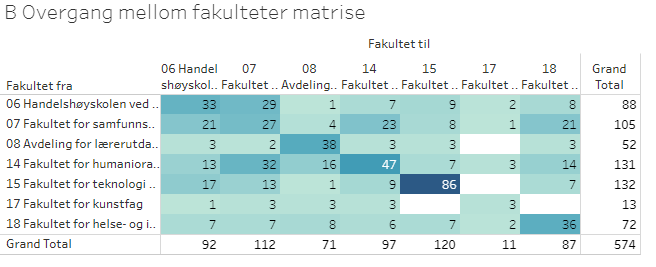 B Overgang mellom fakulteter matrise
Fakultet til
Fakultet fra 06 Handel shøyskol.. 07 Fakultet .. 08 Avdeling.. 14 Fakultet .. 15 Fakultet .. 17 Fakultet .. 18 Fakultet .. Grand Total
06 Handelshøyskolen ved .. 33 29 1 7 9 2 8 88
07 Fakultet for samfunns.. 21 27 4 23 8 1 21 105
08 Avdeling for lærerutda.. 3 2 38 3 3 3 52
14 Fakultet for humaniora.. 13 32 16 47 7 3 14 131
15 Fakultet for teknologi .. 17 13 1 9 86 7 132
17 Fakultet for kunstfag 1 3 3 3 3 13
18 Fakultet for helse- og i.. 7 7 8 6 7 2 36 72
Grand Total 92 112 71 97 120 11 87 574